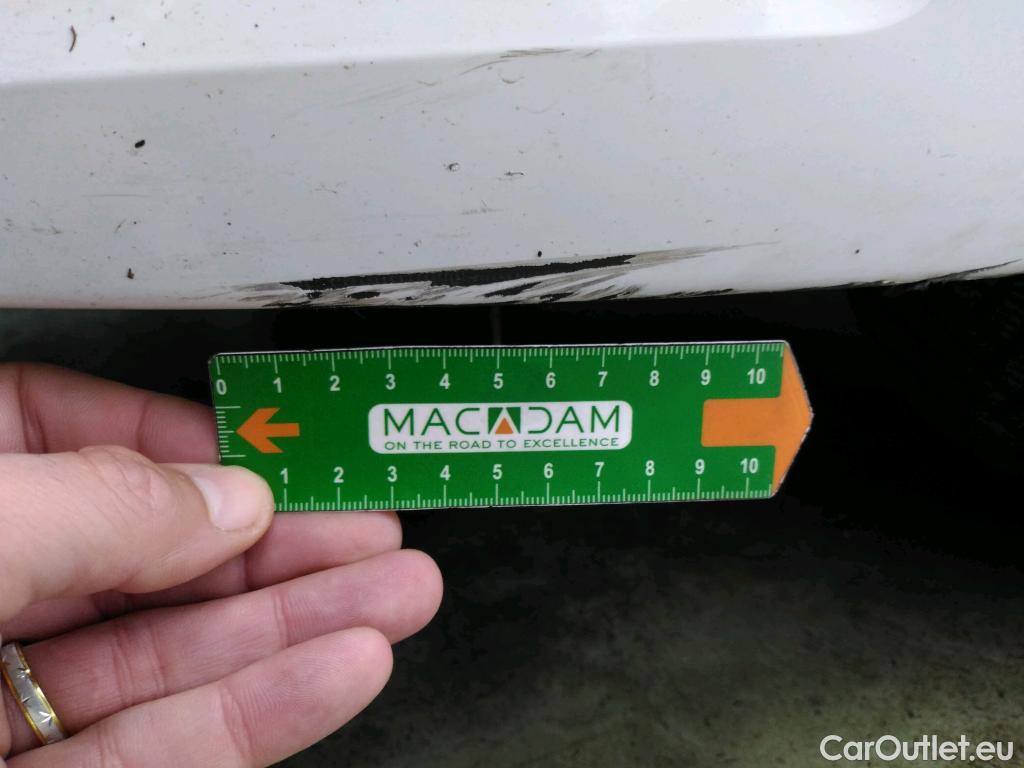 0 1 2 3 4 5 6 7 8 9 10
MACADAM
ON THE ROAD TO EXCELLENCE
1 2 3 4 5 6 7 8 9 10
CarOutlet.eu